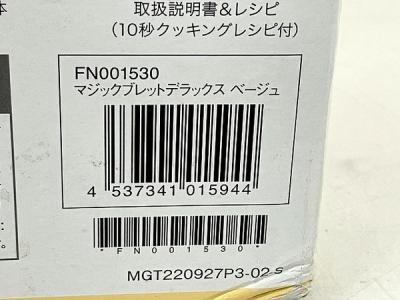 体
取扱説明書&レシピ
(10秒クッキングレシピ付)
FN001530
マジックブレットデラックス ベージュ
4 537341 015944
*FN001530*
MGT220927P3-02-S
す。